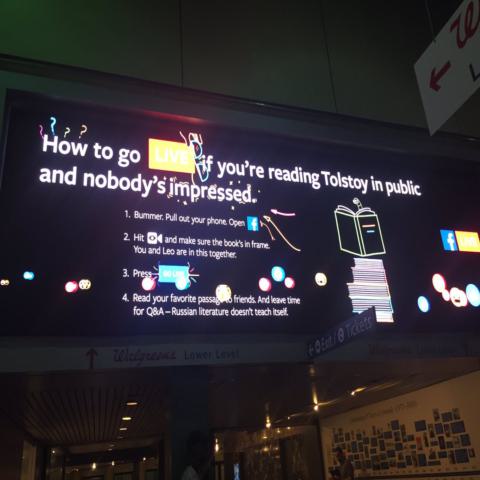 ? ? ?
How to go LIVE if you're reading Tolstoy in public
and nobody's impressed.
1. Bummer. Pull out your phone. Open f
2. Hit and make sure the book's in frame.
You and Leo are in this together.
3. Press GO LIVE
4. Read your favorite passage to friends. And leave time
for Q&A – Russian literature doesn't teach itself.
f LIVE
Exit / Tickets
Walgreens Lower Level